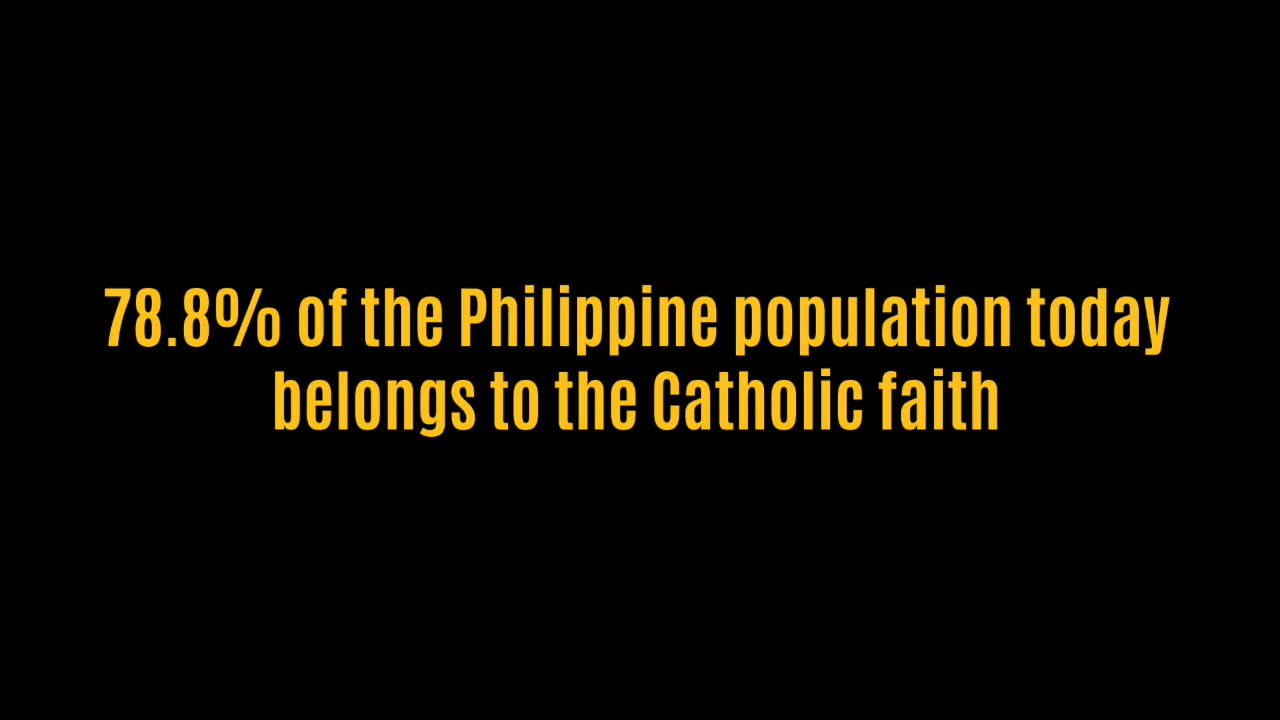 78.8% of the Philippine population today
belongs to the Catholic faith